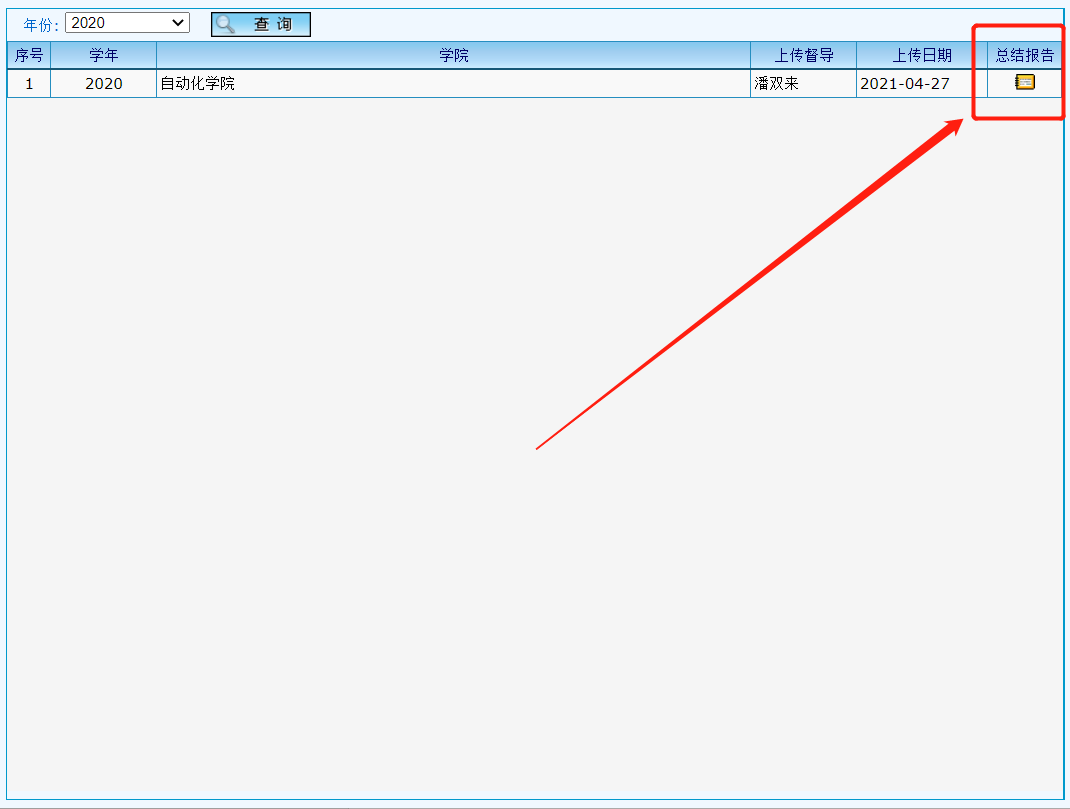 年份: 2020 查 询
序号 学年 学院 上传督导 上传日期 总结报告
1 2020 自动化学院 潘双来 2021-04-27